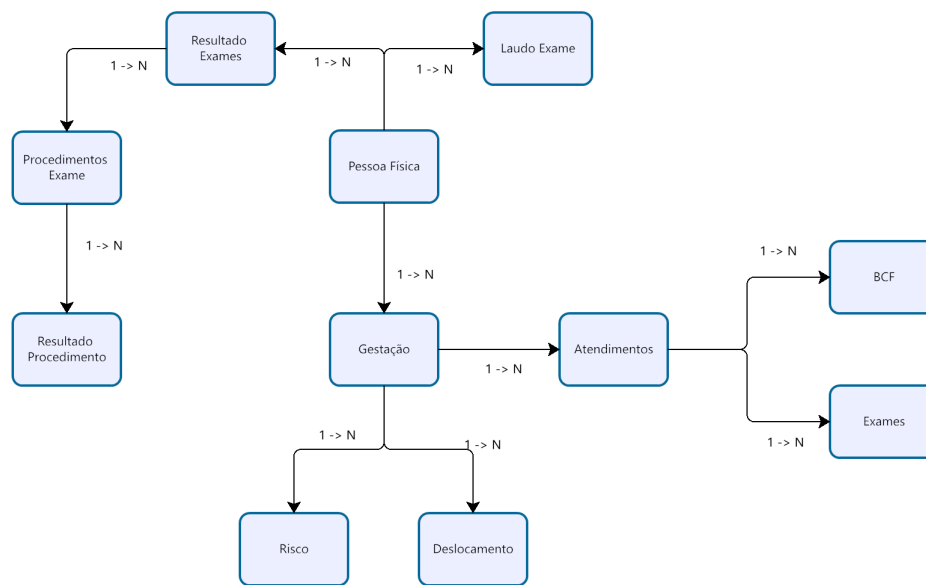 Resultado
Exames
Laudo Exame
1 -> N
1 -> N
1 -> N
Procedimentos
Exame
Pessoa Física
1 -> N
1 -> N
1 -> N
BCF
Resultado
Procedimento
Gestação
Atendimentos
1 -> N
Exames
1 -> N
1 -> N
1 -> N
Risco
Deslocamento